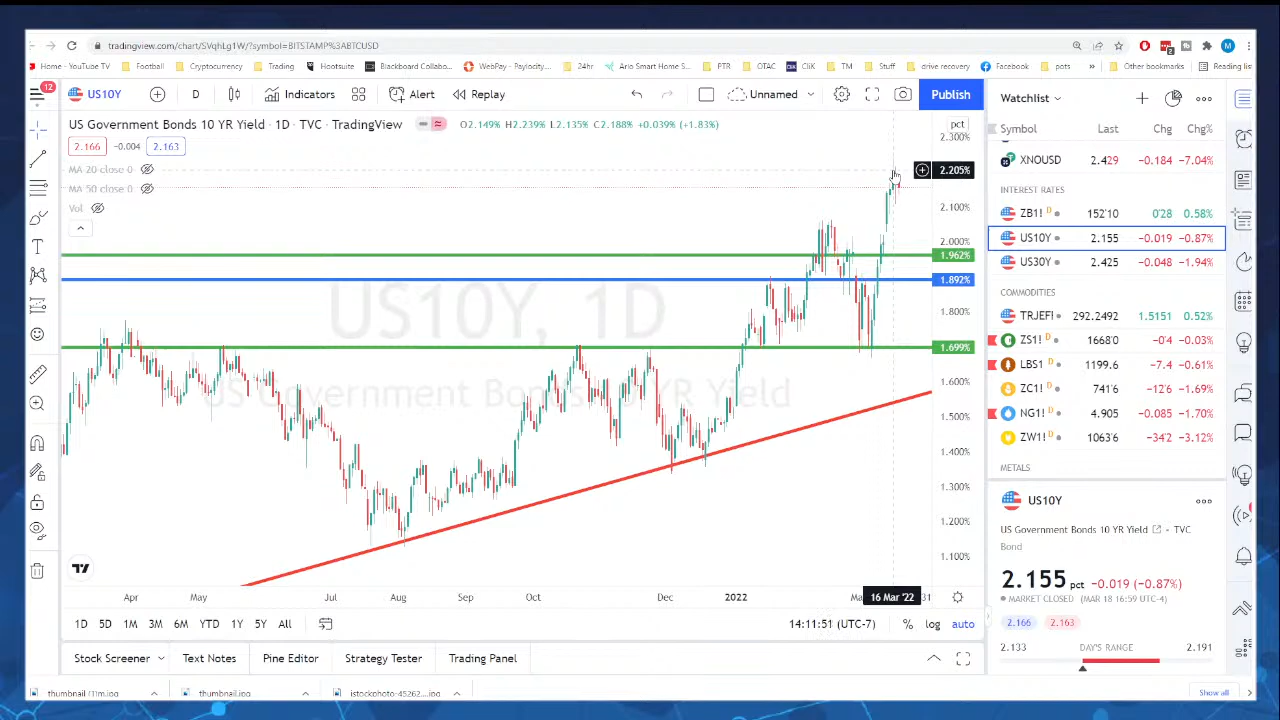 tradingview.com/chart/SVqhLg1W/?symbol=BITSTAMP%3ABTCUSD
Home - YouTube TV Football Cryptocurrency Trading Hootsuite Blackboard Collabo... WebPay - Paylocity... 24hr Ario Smart Home S... PTR OTAC Clik TM Stuff drive recovery Facebook pots » Other bookmarks Reading list
12 US10Y D Indicators Alert Replay Unnamed Publish
US Government Bonds 10 YR Yield · 1D · TVC · TradingView O2.149% H2.239% L2.135% C2.188% +0.039% (+1.83%)
2.166 -0.004 2.163
MA 20 close 0
MA 50 close 0
Vol
US10Y, 1D
US Government Bonds 10 YR Yield
pct
2.300%
2.205%
2.100%
2.000%
1.962%
1.892%
1.800%
1.699%
1.600%
1.500%
1.400%
1.300%
1.200%
1.100%
Apr May Jul Aug Sep Oct Dec 2022 16 Mar '22 31
1D 5D 1M 3M 6M YTD 1Y 5Y All 14:11:51 (UTC-7) % log auto
Stock Screener Text Notes Pine Editor Strategy Tester Trading Panel
Watchlist
Symbol Last Chg Chg%
XNOUSD 2.429 -0.184 -7.04%
INTEREST RATES
ZB1! D 152'10 0'28 0.58%
US10Y 2.155 -0.019 -0.87%
US30Y 2.425 -0.048 -1.94%
COMMODITIES
TRJEFI 292.2492 1.5151 0.52%
ZS1! D 1668'0 -0'4 -0.03%
LBS1! D 1199.6 -7.4 -0.61%
ZC1! D 741'6 -12'6 -1.69%
NG1! D 4.905 -0.085 -1.70%
ZW1! D 1063'6 -34'2 -3.12%
METALS
US10Y
US Government Bonds 10 YR Yield · TVC
Bond
2.155 pct -0.019 (-0.87%)
MARKET CLOSED (MAR 18 16:59 UTC-4)
2.166 2.163
2.133 DAY'S RANGE 2.191
thumbnail (1)m.jpg thumbnail.jpg istockphoto-45262....jpg Show all